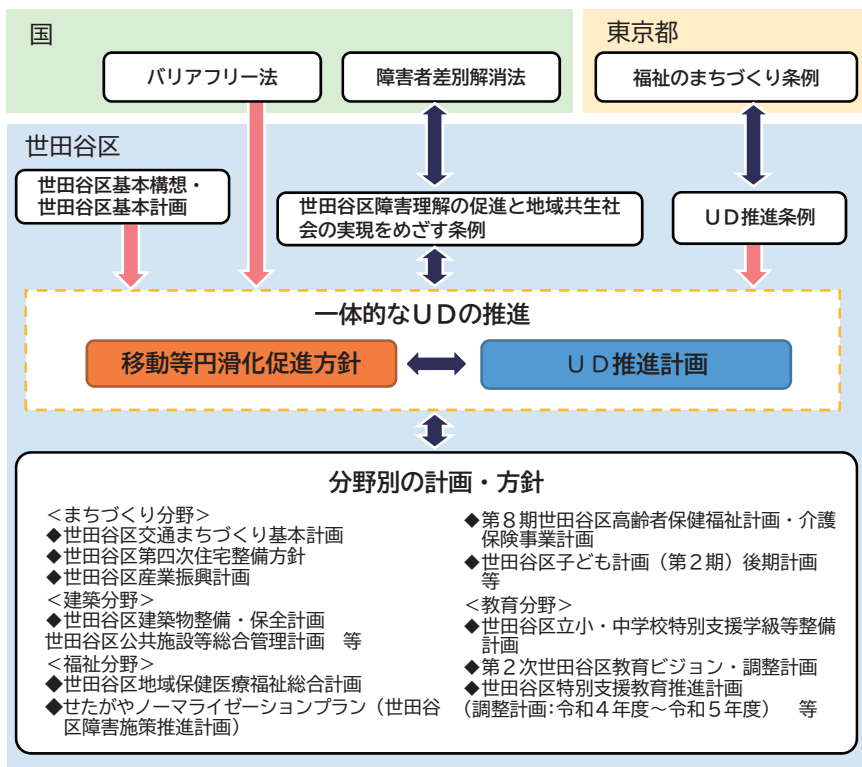 国
東京都
バリアフリー法
障害者差別解消法
福祉のまちづくり条例
世田谷区
世田谷区基本構想・
世田谷区基本計画
世田谷区障害理解の促進と地域共生社
会の実現をめざす条例
ＵＤ推進条例
一体的なＵＤの推進
移動等円滑化促進方針
ＵＤ推進計画
分野別の計画・方針
＜まちづくり分野＞
◆世田谷区交通まちづくり基本計画
◆世田谷区第四次住宅整備方針
◆世田谷区産業振興計画
＜建築分野＞
◆世田谷区建築物整備・保全計画
世田谷区公共施設等総合管理計画　等
＜福祉分野＞
◆世田谷区地域保健医療福祉総合計画
◆せたがやノーマライゼーションプラン（世田谷
区障害施策推進計画）
◆第８期世田谷区高齢者保健福祉計画・介護
保険事業計画
◆世田谷区子ども計画（第２期）後期計画
等
＜教育分野＞
◆世田谷区立小・中学校特別支援学級等整備
計画
◆第２次世田谷区教育ビジョン・調整計画
◆世田谷区特別支援教育推進計画
（調整計画：令和４年度～令和５年度）　等